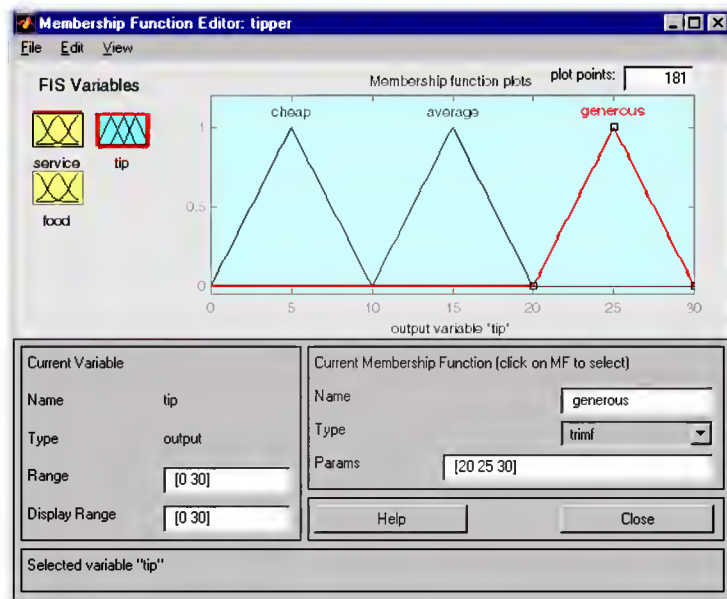 Membership Function Editor: tipper
File Edit View
FIS Variables
service
tip
food
Membership function plots
plot points: 181
cheap average generous
1
0.5
0
0 5 10 15 20 25 30
output variable "tip"
Current Variable
Name tip
Type output
Range [0 30]
Display Range [0 30]
Current Membership Function (click on MF to select)
Name generous
Type trimf
Params [20 25 30]
Help Close
Selected variable "tip"